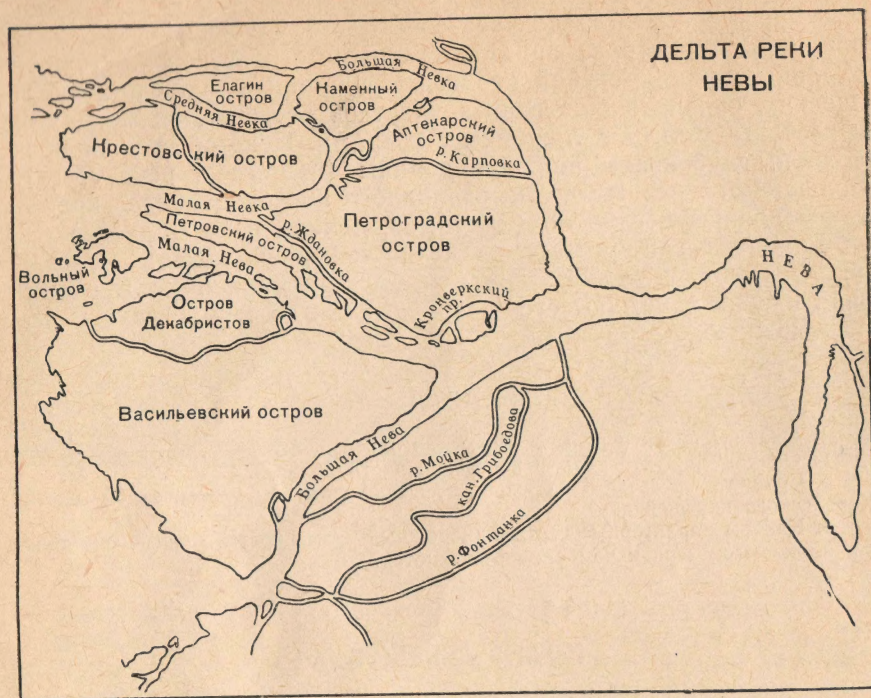 ДЕЛЬТА РЕКИ
НЕВЫ
Большая Невка
Елагин
остров
Каменный
остров
Средняя Невка
Аптекарский
остров
р. Карповка
Крестовский остров
Малая Невка
Петровский остров
р. Ждановка
Петроградский
остров
Малая Нева
Вольный
остров
Остров
Декабристов
Кронверкский
пр.
НЕВА
Васильевский остров
Большая Нева
р. Мойка
кан. Грибоедова
р. Фонтанка